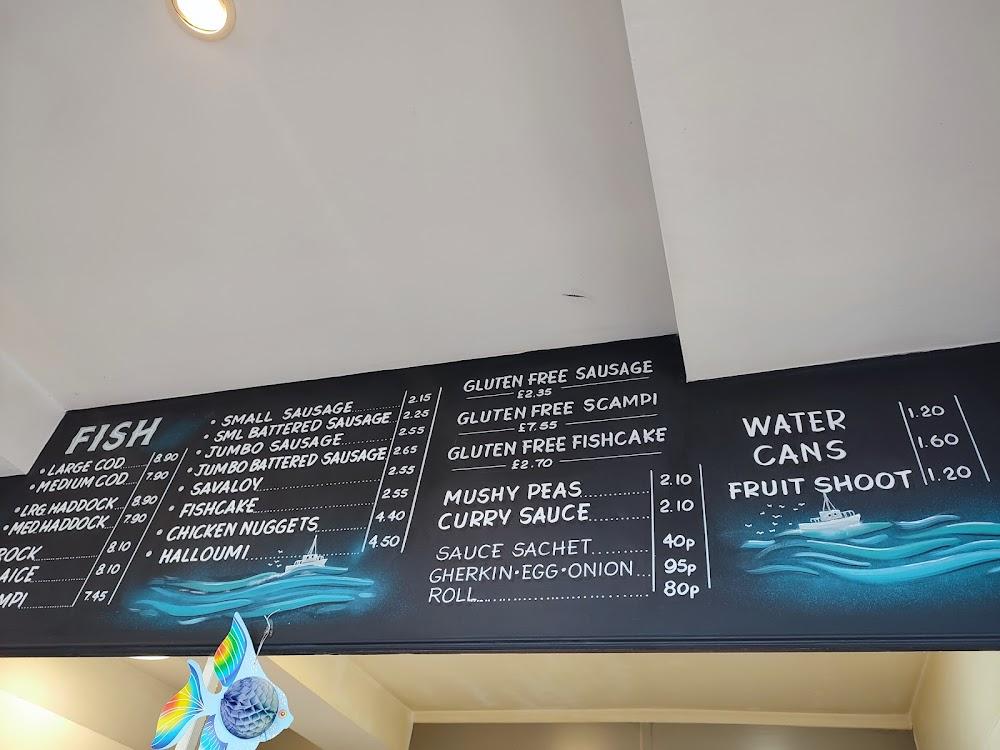 FISH
• LARGE COD 8.90
• MEDIUM COD 7.90
• LRG HADDOCK 8.90
• MED HADDOCK 7.90
ROCK 8.10
AICE 8.10
MPI 7.45
• SMALL SAUSAGE 2.15
• SML BATTERED SAUSAGE 2.25
• JUMBO SAUSAGE 2.55
• JUMBO BATTERED SAUSAGE 2.65
• SAVALOY 2.55
• FISHCAKE 2.55
• CHICKEN NUGGETS 4.40
• HALLOUMI 4.50
GLUTEN FREE SAUSAGE
£2.35
GLUTEN FREE SCAMPI
£7.55
GLUTEN FREE FISHCAKE
£2.70
MUSHY PEAS 2.10
CURRY SAUCE 2.10
SAUCE SACHET 40p
GHERKIN • EGG • ONION 95p
ROLL 80p
WATER 1.20
CANS 1.60
FRUIT SHOOT 1.20